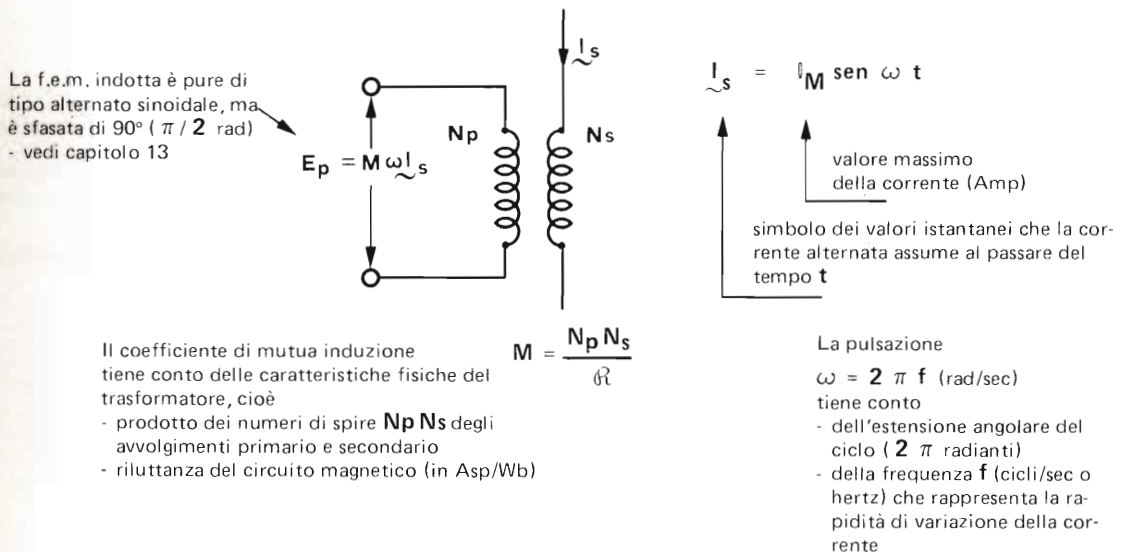 La f.e.m. indotta è pure di
tipo alternato sinoidale, ma
è sfasata di 90° ( π / 2 rad)
- vedi capitolo 13
Ep = M ω Is
Np
Ns
Is
Is = IM sen ω t
valore massimo
della corrente (Amp)
simbolo dei valori istantanei che la cor-
rente alternata assume al passare del
tempo t
Il coefficiente di mutua induzione
tiene conto delle caratteristiche fisiche del
trasformatore, cioè
- prodotto dei numeri di spire Np Ns degli
avvolgimenti primario e secondario
- riluttanza del circuito magnetico (in Asp/Wb)
M = Np Ns / ℛ
La pulsazione
ω = 2 π f (rad/sec)
tiene conto
- dell'estensione angolare del
ciclo ( 2 π radianti)
- della frequenza f (cicli/sec o
hertz) che rappresenta la ra-
pidità di variazione della cor-
rente